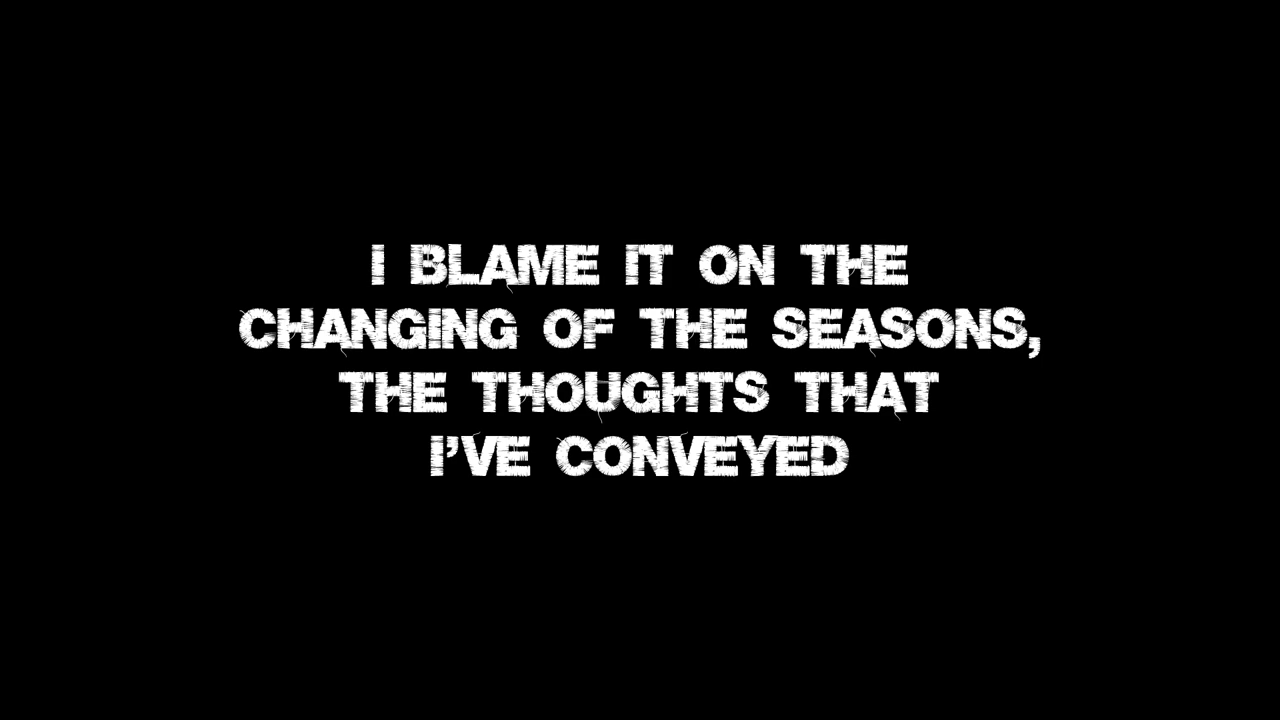 I BLAME IT ON THE
CHANGING OF THE SEASONS,
THE THOUGHTS THAT
I'VE CONVEYED